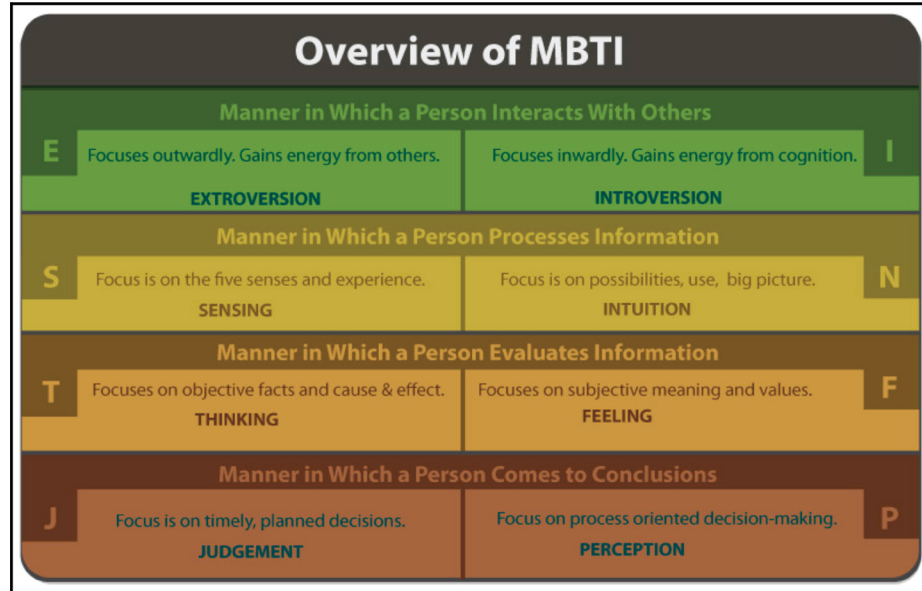 Overview of MBTI
Manner in Which a Person Interacts With Others
E
Focuses outwardly. Gains energy from others.
EXTROVERSION
Focuses inwardly. Gains energy from cognition.
INTROVERSION
I
Manner in Which a Person Processes Information
S
Focus is on the five senses and experience.
SENSING
Focus is on possibilities, use, big picture.
INTUITION
N
Manner in Which a Person Evaluates Information
T
Focuses on objective facts and cause & effect.
THINKING
Focuses on subjective meaning and values.
FEELING
F
Manner in Which a Person Comes to Conclusions
J
Focus is on timely, planned decisions.
JUDGEMENT
Focus on process oriented decision-making.
PERCEPTION
P